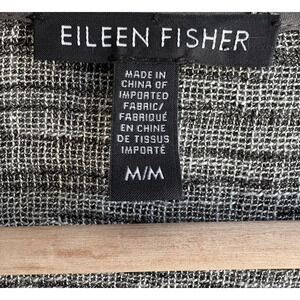 EILEEN FISHER
MADE IN
CHINA OF
IMPORTED
FABRIC/
FABRIQUÉ
EN CHINE
DE TISSUS
IMPORTÉ
M/M